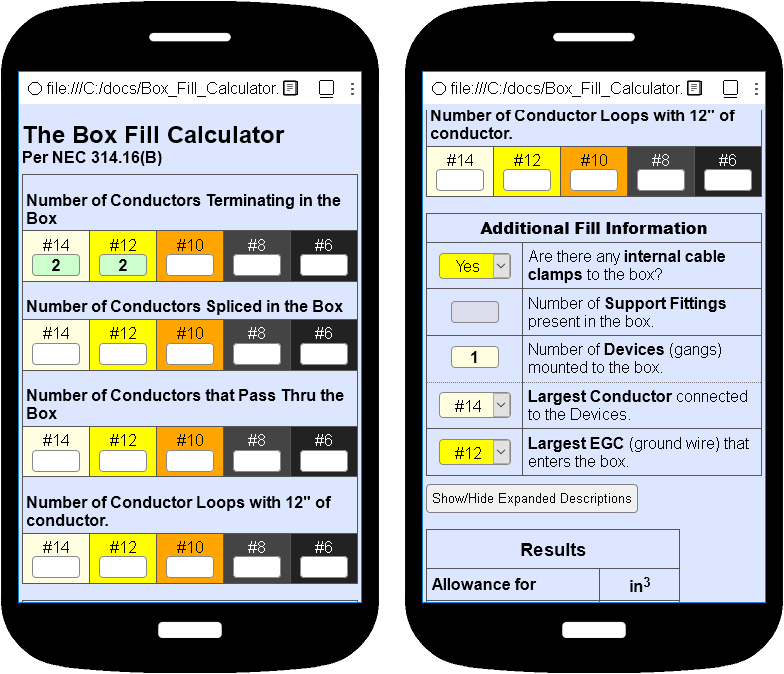 file:///C:/docs/Box_Fill_Calculator.
The Box Fill Calculator
Per NEC 314.16(B)
Number of Conductors Terminating in the
Box
#14 #12 #10 #8 #6
2 2
Number of Conductors Spliced in the Box
#14 #12 #10 #8 #6
Number of Conductors that Pass Thru the
Box
#14 #12 #10 #8 #6
Number of Conductor Loops with 12" of
conductor.
#14 #12 #10 #8 #6
file:///C:/docs/Box_Fill_Calculator.
Number of Conductor Loops with 12" of
conductor.
#14 #12 #10 #8 #6
Additional Fill Information
Yes
Are there any internal cable
clamps to the box?
Number of Support Fittings
present in the box.
1
Number of Devices (gangs)
mounted to the box.
#14
Largest Conductor connected
to the Devices.
#12
Largest EGC (ground wire) that
enters the box.
Show/Hide Expanded Descriptions
Results
Allowance for in³